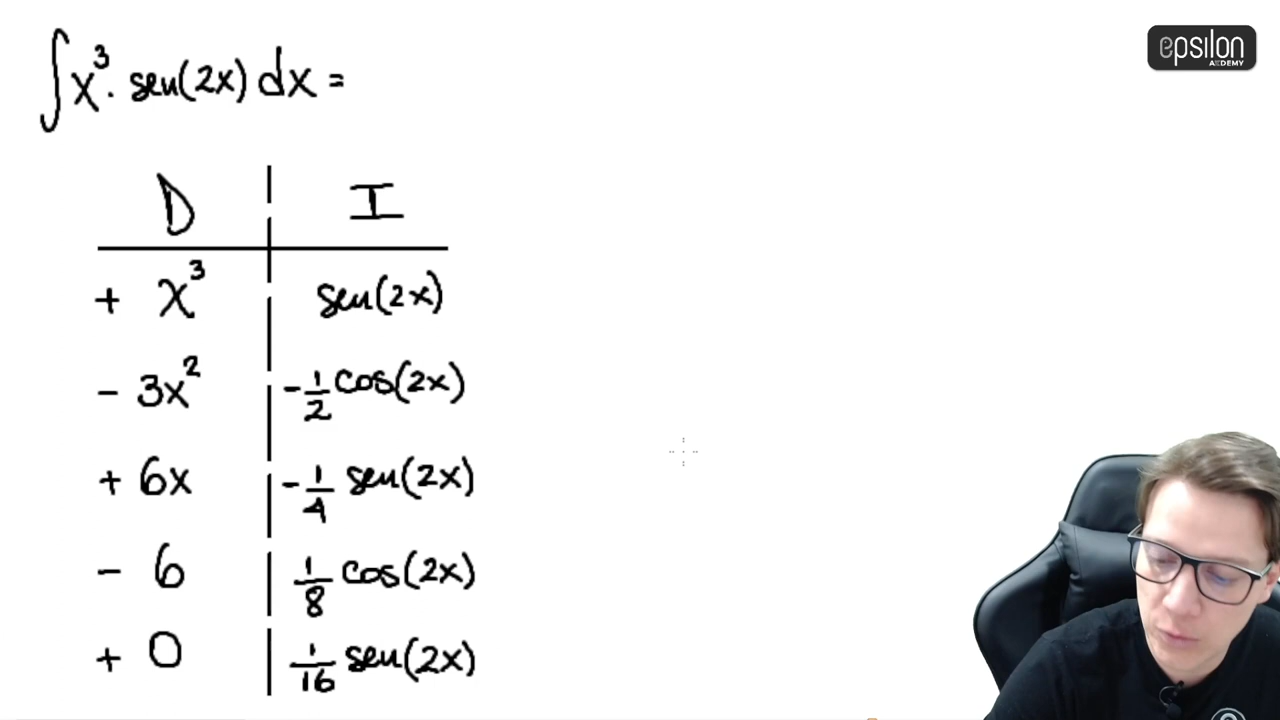 epsilon
ACADEMY
∫x³· sen(2x) dx =
D | I
+ x³ | sen(2x)
- 3x² | -1/2 cos(2x)
+ 6x | -1/4 sen(2x)
- 6 | 1/8 cos(2x)
+ 0 | 1/16 sen(2x)